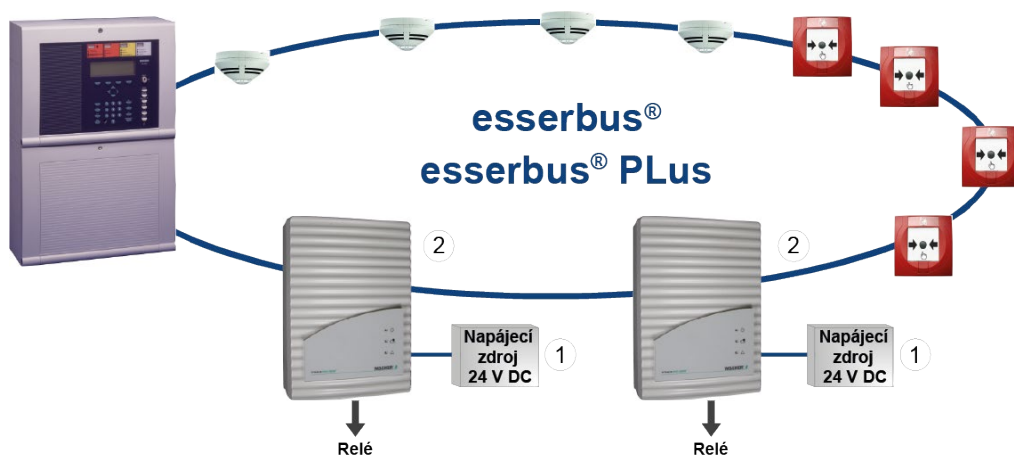 esserbus®
esserbus® PLus
2
2
Napájecí
zdroj
24 V DC
1
Napájecí
zdroj
24 V DC
1
Relé
Relé